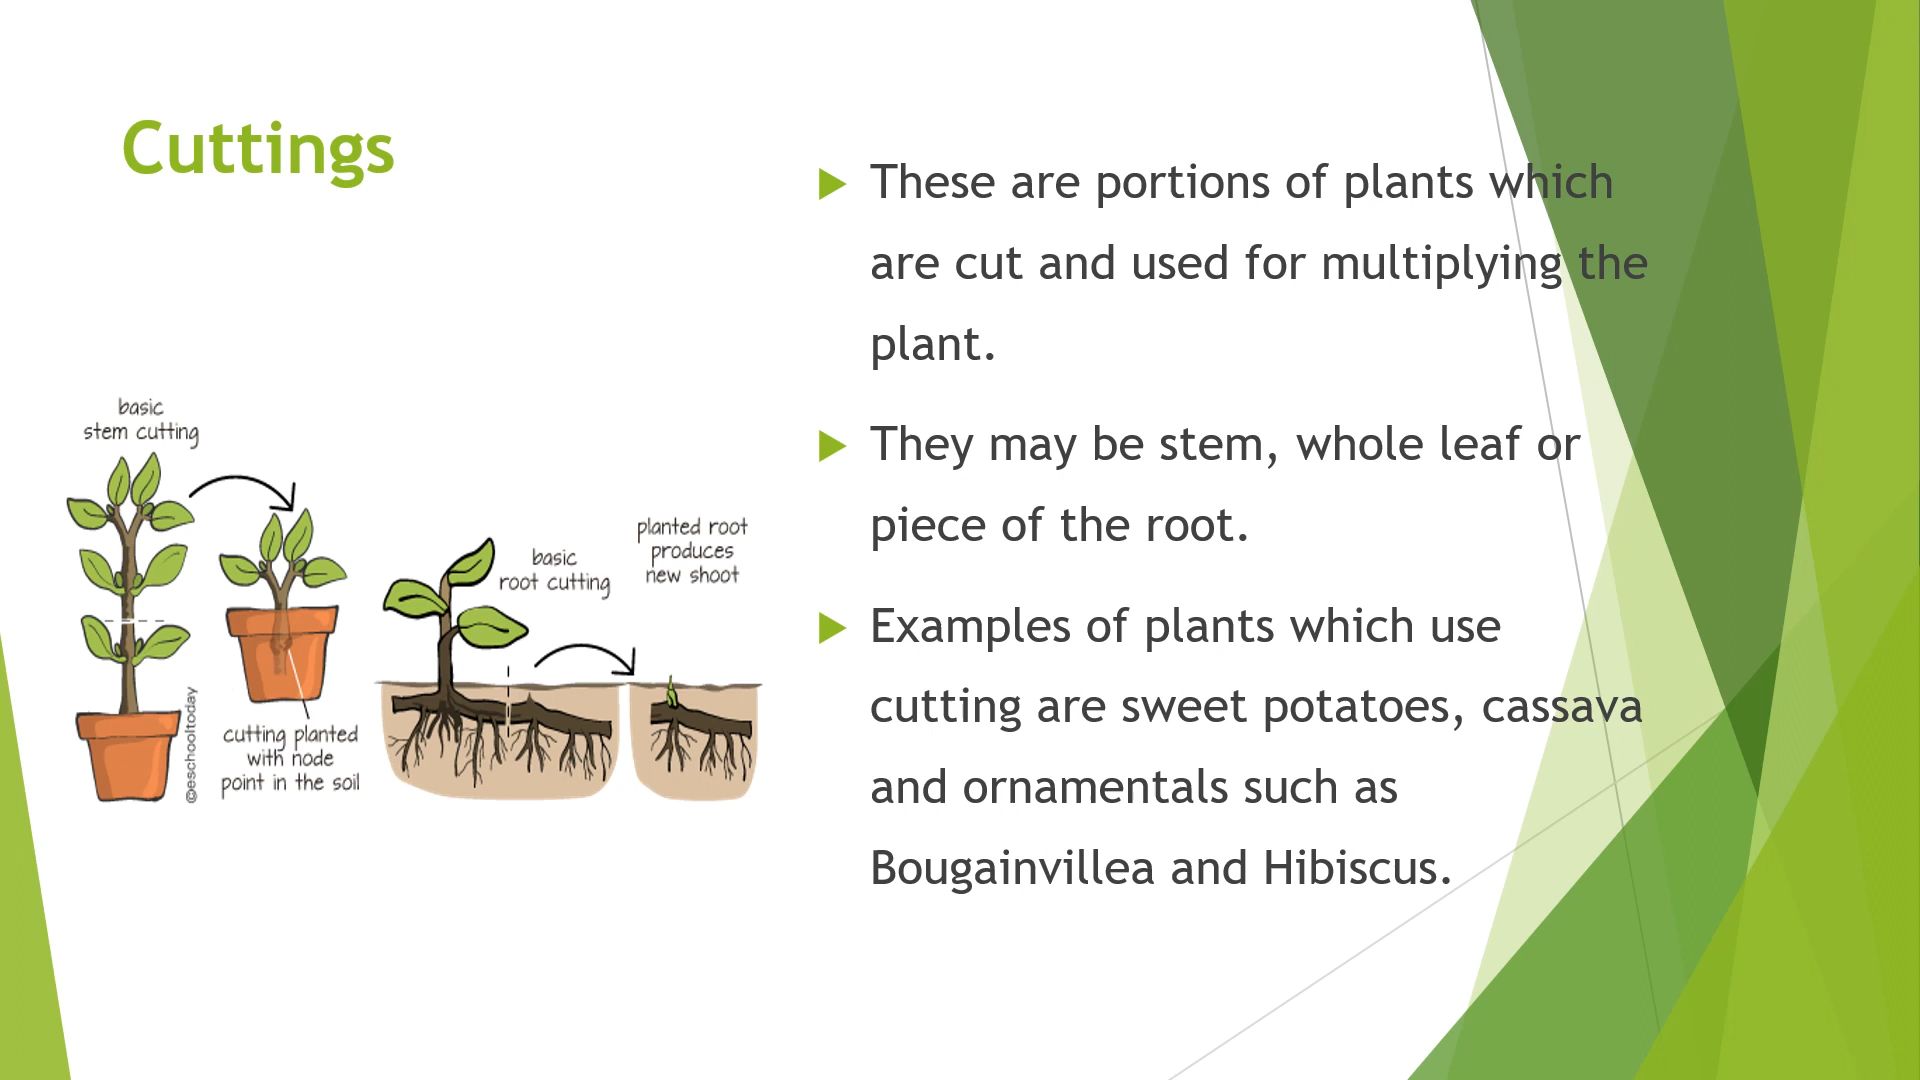 Cuttings
These are portions of plants which
are cut and used for multiplying the
plant.
They may be stem, whole leaf or
piece of the root.
Examples of plants which use
cutting are sweet potatoes, cassava
and ornamentals such as
Bougainvillea and Hibiscus.
basic
stem cutting
cutting planted
with node
point in the soil
©eschooltoday
basic
root cutting
planted root
produces
new shoot